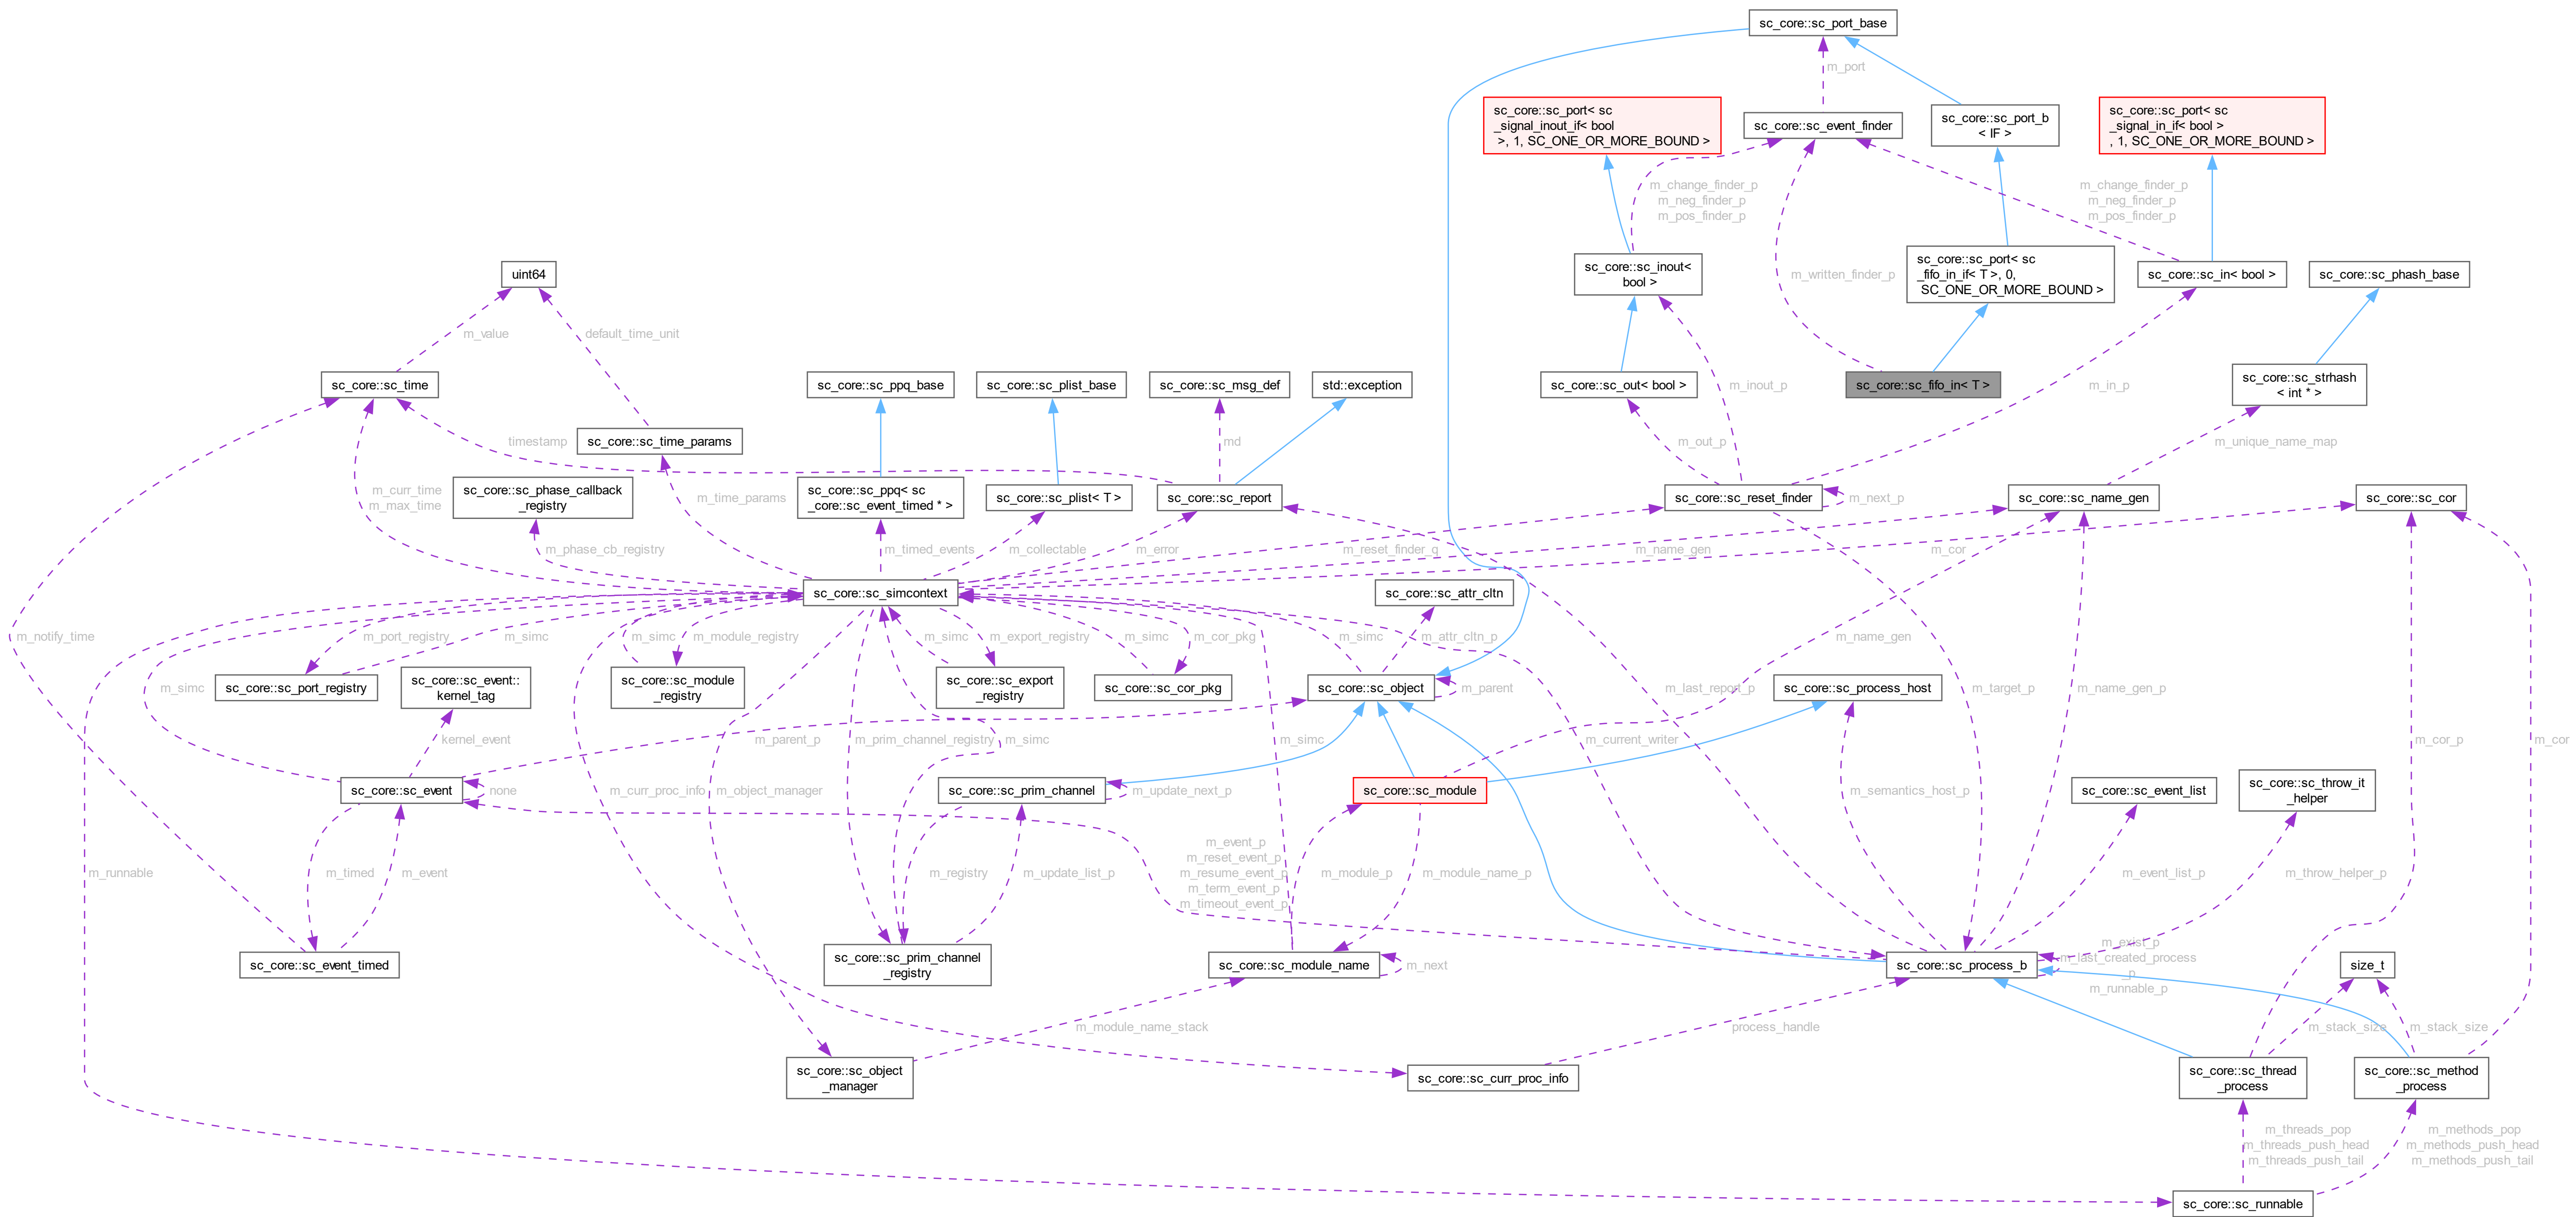 sc_core::sc_port_base
m_port
sc_core::sc_port< sc
_signal_inout_if< bool
>, 1, SC_ONE_OR_MORE_BOUND >
sc_core::sc_event_finder
sc_core::sc_port_b
< IF >
sc_core::sc_port< sc
_signal_in_if< bool >
, 1, SC_ONE_OR_MORE_BOUND >
m_change_finder_p
m_neg_finder_p
m_pos_finder_p
m_change_finder_p
m_neg_finder_p
m_pos_finder_p
uint64
sc_core::sc_inout<
bool >
m_written_finder_p
sc_core::sc_port< sc
_fifo_in_if< T >, 0,
SC_ONE_OR_MORE_BOUND >
sc_core::sc_in< bool >
sc_core::sc_phash_base
m_value
default_time_unit
sc_core::sc_time
sc_core::sc_ppq_base
sc_core::sc_plist_base
sc_core::sc_msg_def
std::exception
sc_core::sc_out< bool >
m_inout_p
sc_core::sc_fifo_in< T >
m_in_p
sc_core::sc_strhash
< int * >
timestamp
sc_core::sc_time_params
md
m_out_p
m_unique_name_map
m_curr_time
m_max_time
sc_core::sc_phase_callback
_registry
m_time_params
sc_core::sc_ppq< sc
_core::sc_event_timed * >
sc_core::sc_plist< T >
sc_core::sc_report
sc_core::sc_reset_finder
m_next_p
sc_core::sc_name_gen
sc_core::sc_cor
m_phase_cb_registry
m_timed_events
m_collectable
m_error
m_reset_finder_q
m_name_gen
m_cor
sc_core::sc_simcontext
sc_core::sc_attr_cltn
m_notify_time
m_port_registry
m_simc
m_simc
m_module_registry
m_simc
m_export_registry
m_simc
m_cor_pkg
m_simc
m_attr_cltn_p
m_name_gen
sc_core::sc_port_registry
sc_core::sc_event::
kernel_tag
sc_core::sc_module
_registry
sc_core::sc_export
_registry
sc_core::sc_cor_pkg
sc_core::sc_object
m_parent
m_last_report_p
sc_core::sc_process_host
m_target_p
m_name_gen_p
m_simc
kernel_event
m_parent_p
m_prim_channel_registry
m_simc
m_simc
m_current_writer
m_cor_p
m_cor
sc_core::sc_event
none
m_curr_proc_info
m_object_manager
sc_core::sc_prim_channel
m_update_next_p
sc_core::sc_module
m_semantics_host_p
sc_core::sc_event_list
sc_core::sc_throw_it
_helper
m_runnable
m_timed
m_event
m_registry
m_update_list_p
m_event_p
m_reset_event_p
m_resume_event_p
m_term_event_p
m_timeout_event_p
m_module_p
m_module_name_p
m_event_list_p
m_throw_helper_p
sc_core::sc_event_timed
sc_core::sc_prim_channel
_registry
sc_core::sc_module_name
m_next
sc_core::sc_process_b
m_exist_p
m_last_created_process
_p
m_runnable_p
size_t
m_module_name_stack
process_handle
m_stack_size
m_stack_size
sc_core::sc_object
_manager
sc_core::sc_curr_proc_info
sc_core::sc_thread
_process
sc_core::sc_method
_process
m_threads_pop
m_threads_push_head
m_threads_push_tail
m_methods_pop
m_methods_push_head
m_methods_push_tail
sc_core::sc_runnable